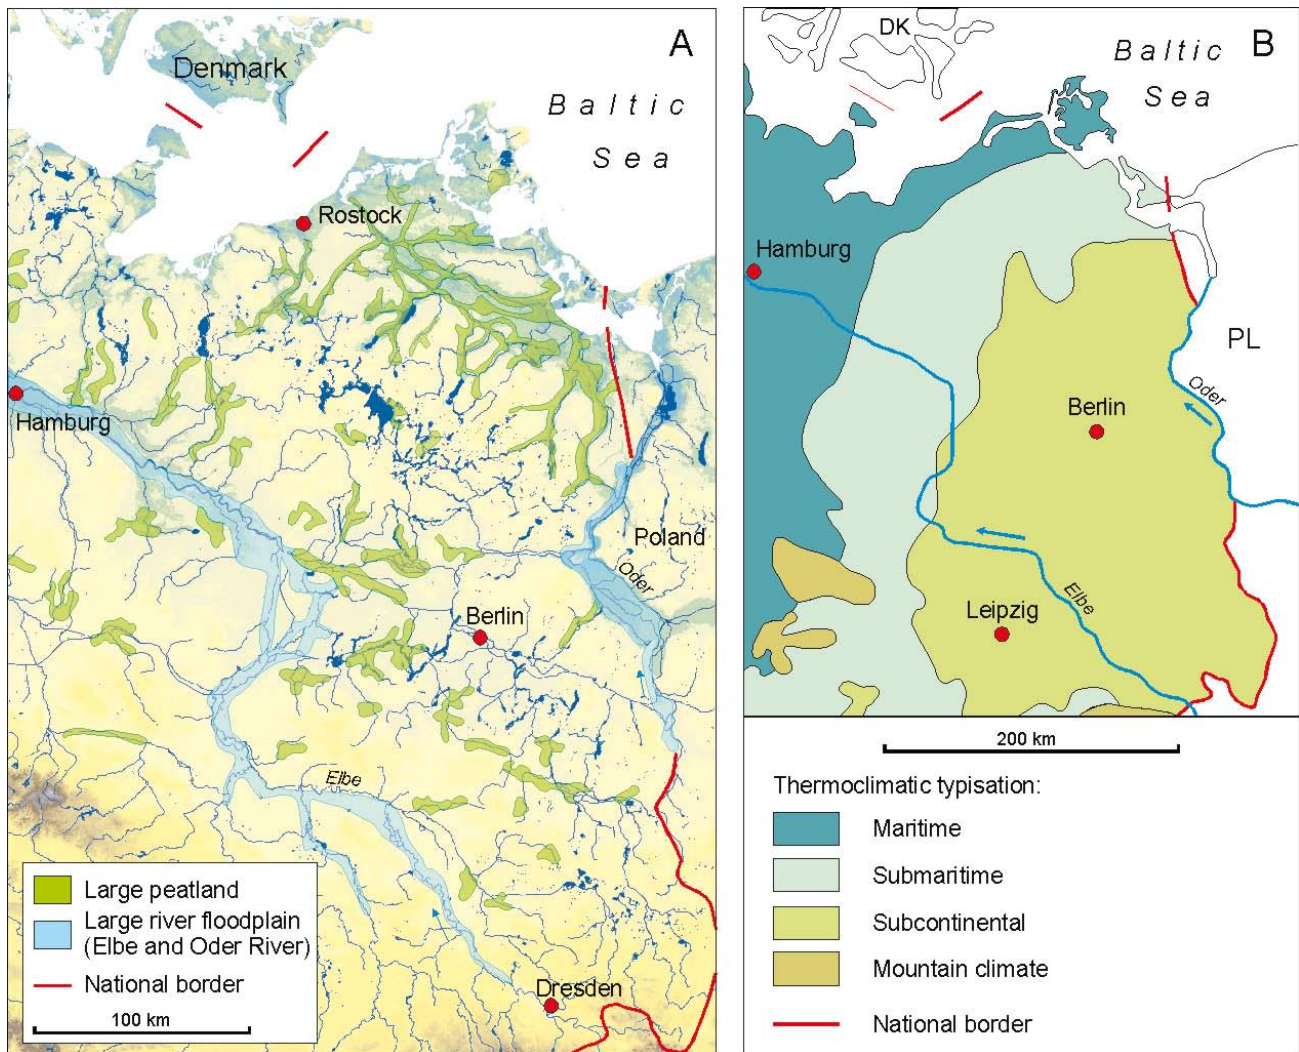 A
Denmark
Baltic
Sea
Rostock
Hamburg
Poland
Oder
Berlin
Elbe
Dresden
Large peatland
Large river floodplain
(Elbe and Oder River)
National border
100 km
B
DK
Baltic
Sea
Hamburg
PL
Oder
Berlin
Elbe
Leipzig
200 km
Thermoclimatic typisation:
Maritime
Submaritime
Subcontinental
Mountain climate
National border